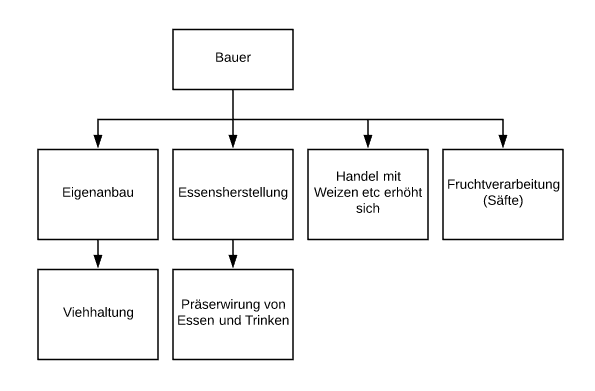 Bauer
Eigenanbau
Essensherstellung
Handel mit
Weizen etc erhöht
sich
Fruchtverarbeitung
(Säfte)
Viehhaltung
Präserwirung von
Essen und Trinken